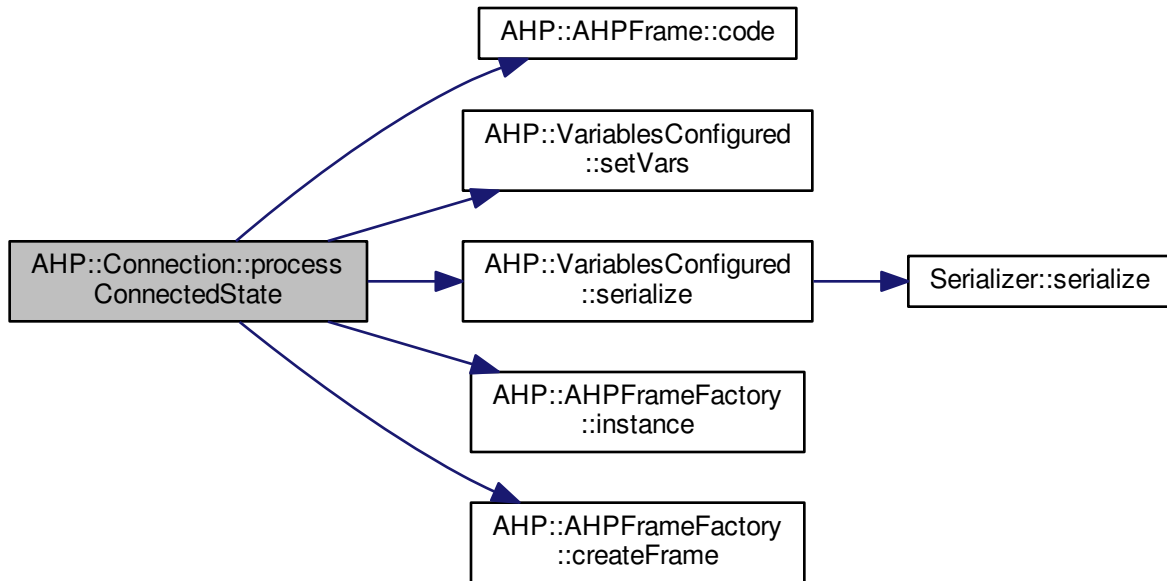 AHP::AHPFrame::code
AHP::VariablesConfigured
::setVars
AHP::Connection::process
ConnectedState
AHP::VariablesConfigured
::serialize
Serializer::serialize
AHP::AHPFrameFactory
::instance
AHP::AHPFrameFactory
::createFrame